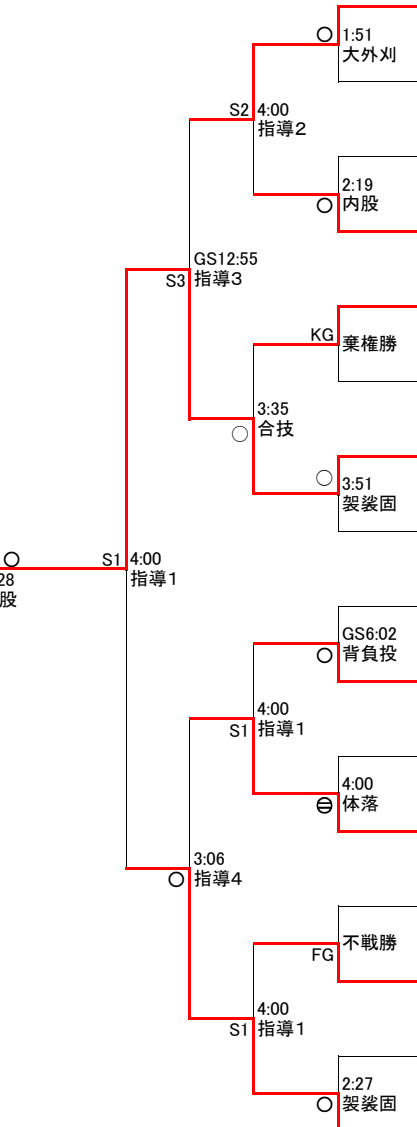 ○ 1:51
大外刈
S2 4:00
指導2
2:19
○ 内股
GS12:55
S3 指導3
KG 棄権勝
3:35
○ 合技
○ 3:51
袈裟固
○
28
股
S1 4:00
指導1
GS6:02
○ 背負投
4:00
S1 指導1
4:00
体落
3:06
○ 指導4
不戦勝
FG
4:00
S1 指導1
2:27
○ 袈裟固